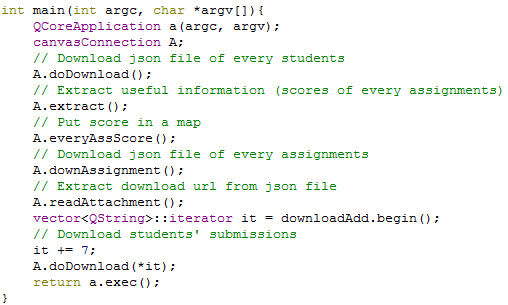 int main(int argc, char *argv[]){
QCoreApplication a(argc, argv);
canvasConnection A;
// Download json file of every students
A.doDownload();
// Extract useful information (scores of every assignments)
A.extract();
// Put score in a map
A.everyAssScore();
// Download json file of every assignments
A.downAssignment();
// Extract download url from json file
A.readAttachment();
vector<QString>::iterator it = downloadAdd.begin();
// Download students' submissions
it += 7;
A.doDownload(*it);
return a.exec();
}